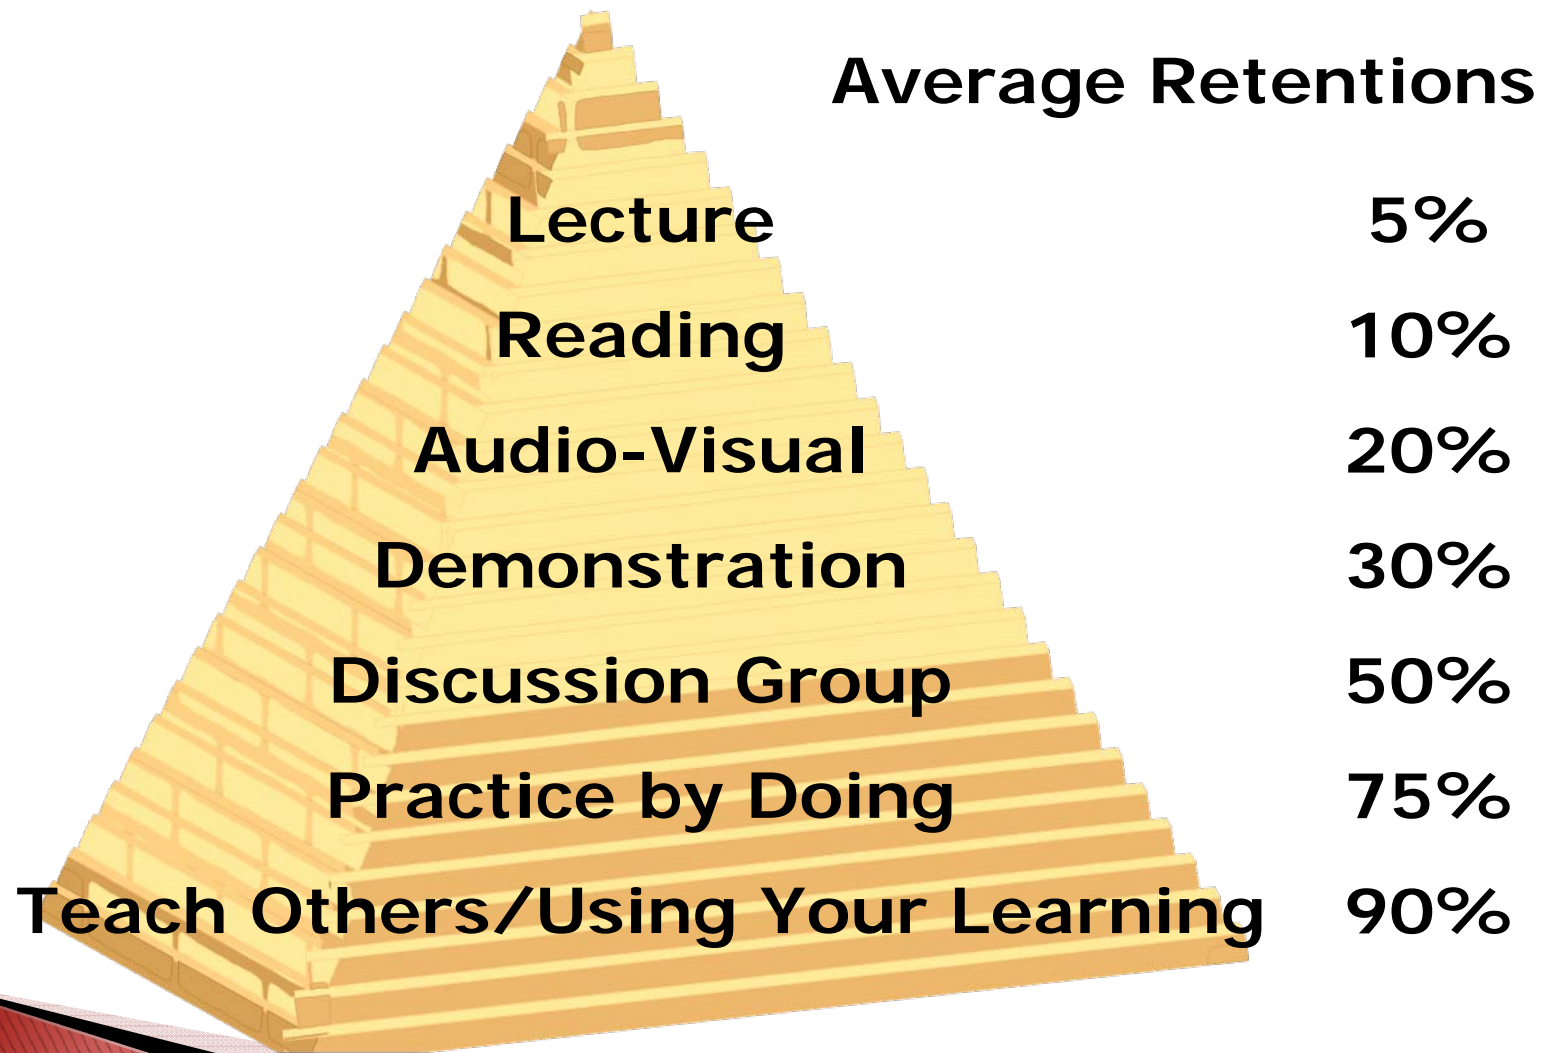 Average Retentions
Lecture 5%
Reading 10%
Audio-Visual 20%
Demonstration 30%
Discussion Group 50%
Practice by Doing 75%
Teach Others/Using Your Learning 90%